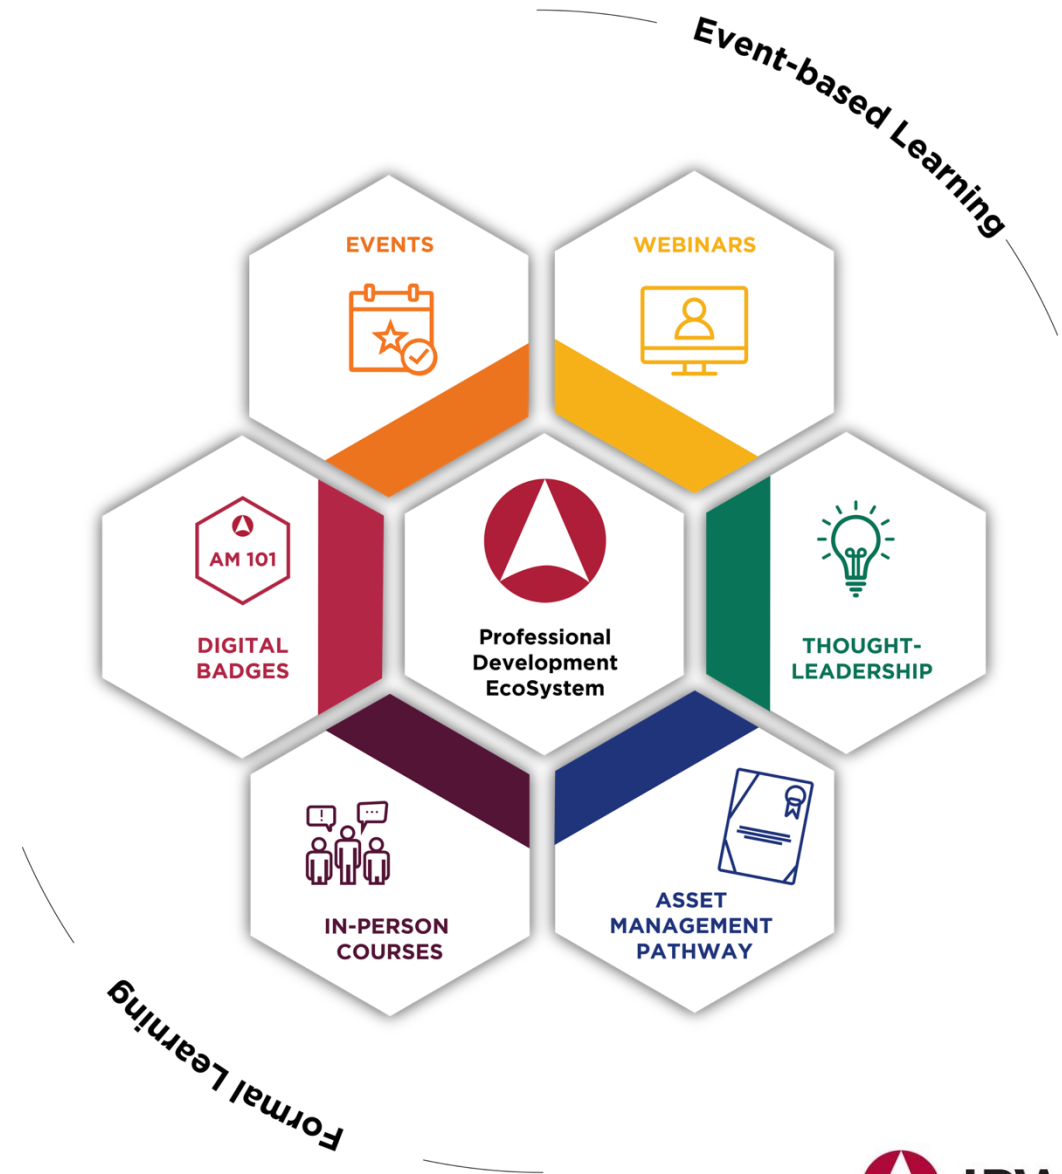 Event-based Learning
EVENTS
WEBINARS
AM 101
DIGITAL
BADGES
Professional
Development
EcoSystem
THOUGHT-
LEADERSHIP
IN-PERSON
COURSES
ASSET
MANAGEMENT
PATHWAY
Formal Learning